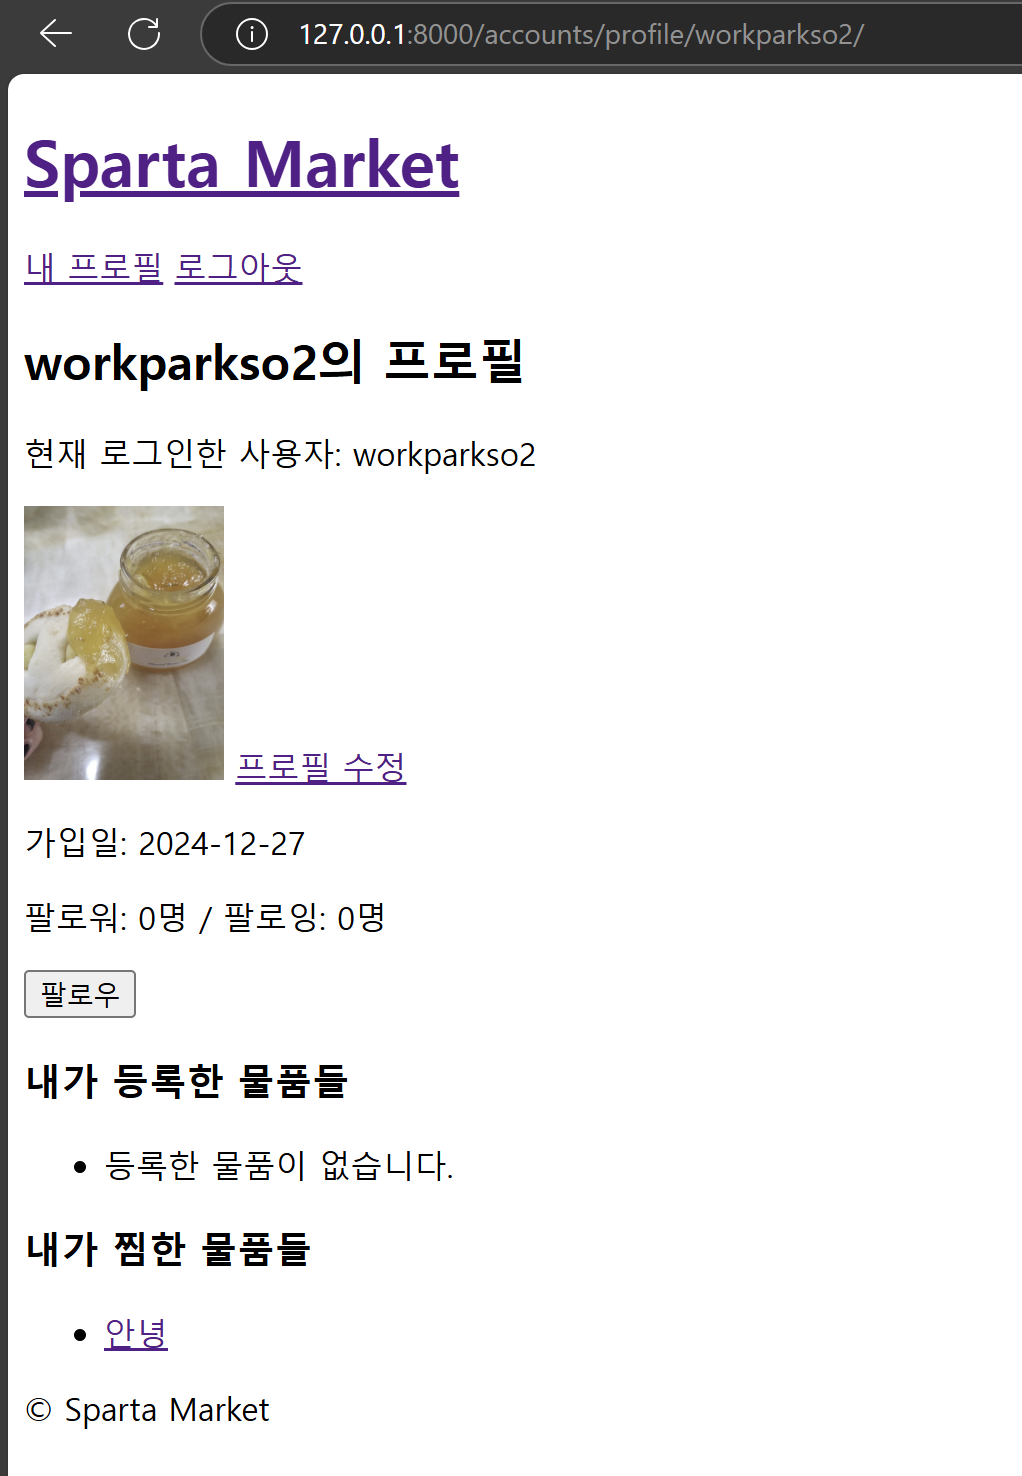 127.0.0.1:8000/accounts/profile/workparkso2/
Sparta Market
내 프로필 로그아웃
workparkso2의 프로필
현재 로그인한 사용자: workparkso2
프로필 수정
가입일: 2024-12-27
팔로워: 0명 / 팔로잉: 0명
팔로우
내가 등록한 물품들
• 등록한 물품이 없습니다.
내가 찜한 물품들
• 안녕
© Sparta Market